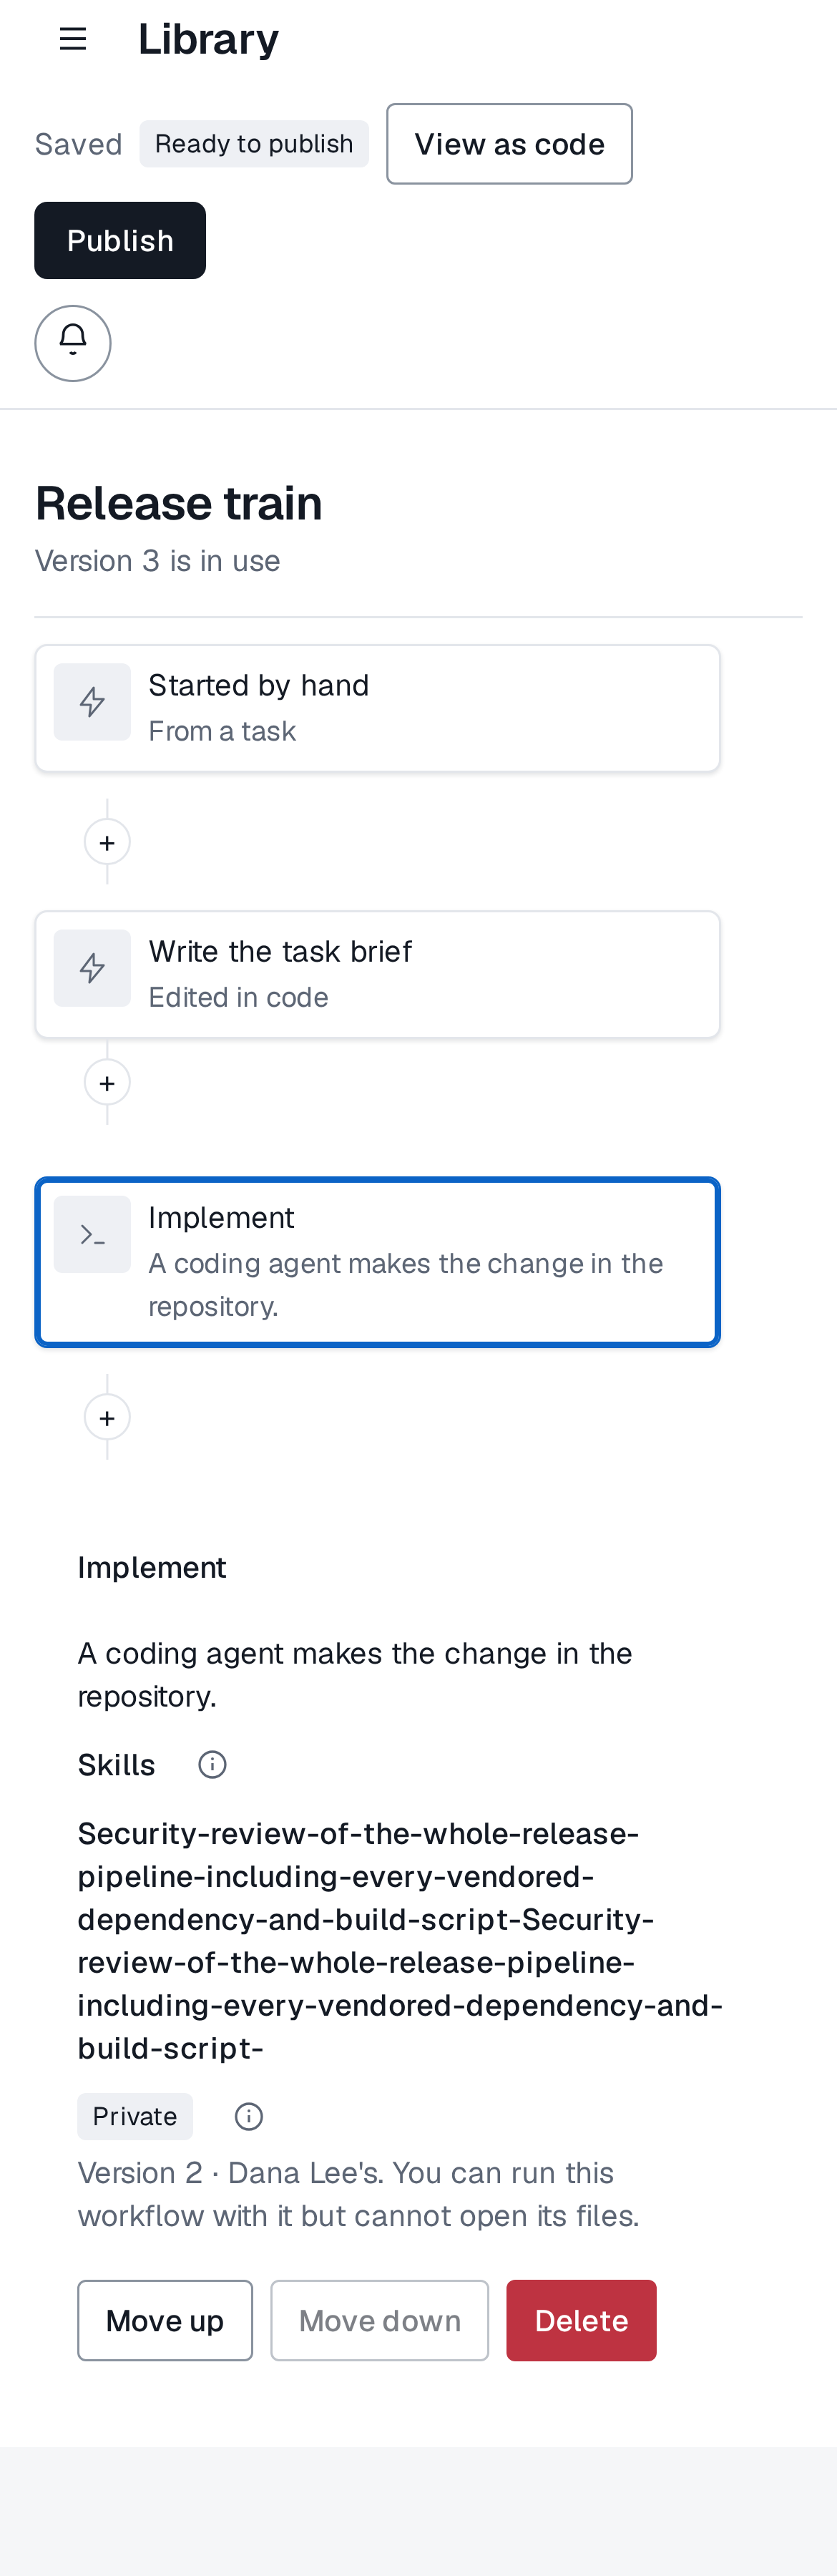 Library
Saved
Ready to publish
View as code
Publish
Release train
Version 3 is in use
Started by hand
From a task
+
Write the task brief
Edited in code
+
Implement
A coding agent makes the change in the
repository.
+
Implement
A coding agent makes the change in the
repository.
Skills
Security-review-of-the-whole-release-
pipeline-including-every-vendored-
dependency-and-build-script-Security-
review-of-the-whole-release-pipeline-
including-every-vendored-dependency-and-
build-script-
Private
Version 2 · Dana Lee's. You can run this
workflow with it but cannot open its files.
Move up
Move down
Delete